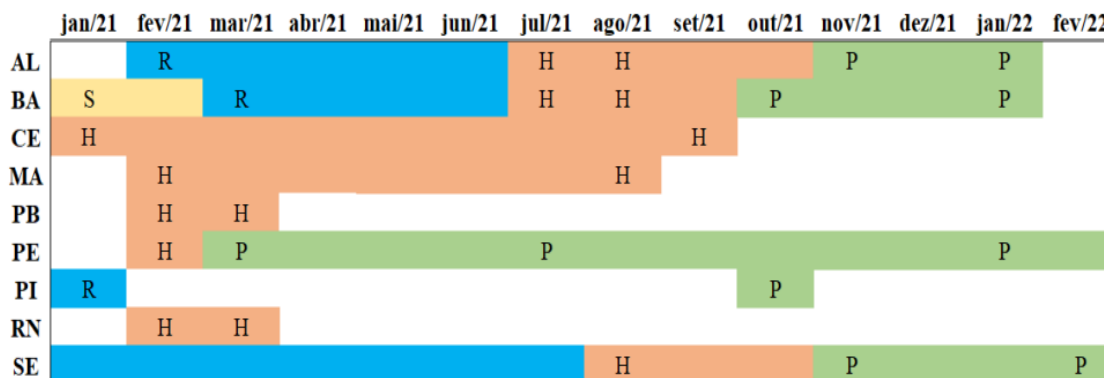 jan/21 fev/21 mar/21 abr/21 mai/21 jun/21 jul/21 ago/21 set/21 out/21 nov/21 dez/21 jan/22 fev/22
AL R H H P P
BA S R H H P P
CE H H
MA H H
PB H H
PE H P P P
PI R P
RN H H
SE H P P